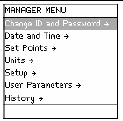 MANAGER MENU
Change ID and Password →
Date and Time →
Set Points →
Units →
Setup →
User Parameters →
History →